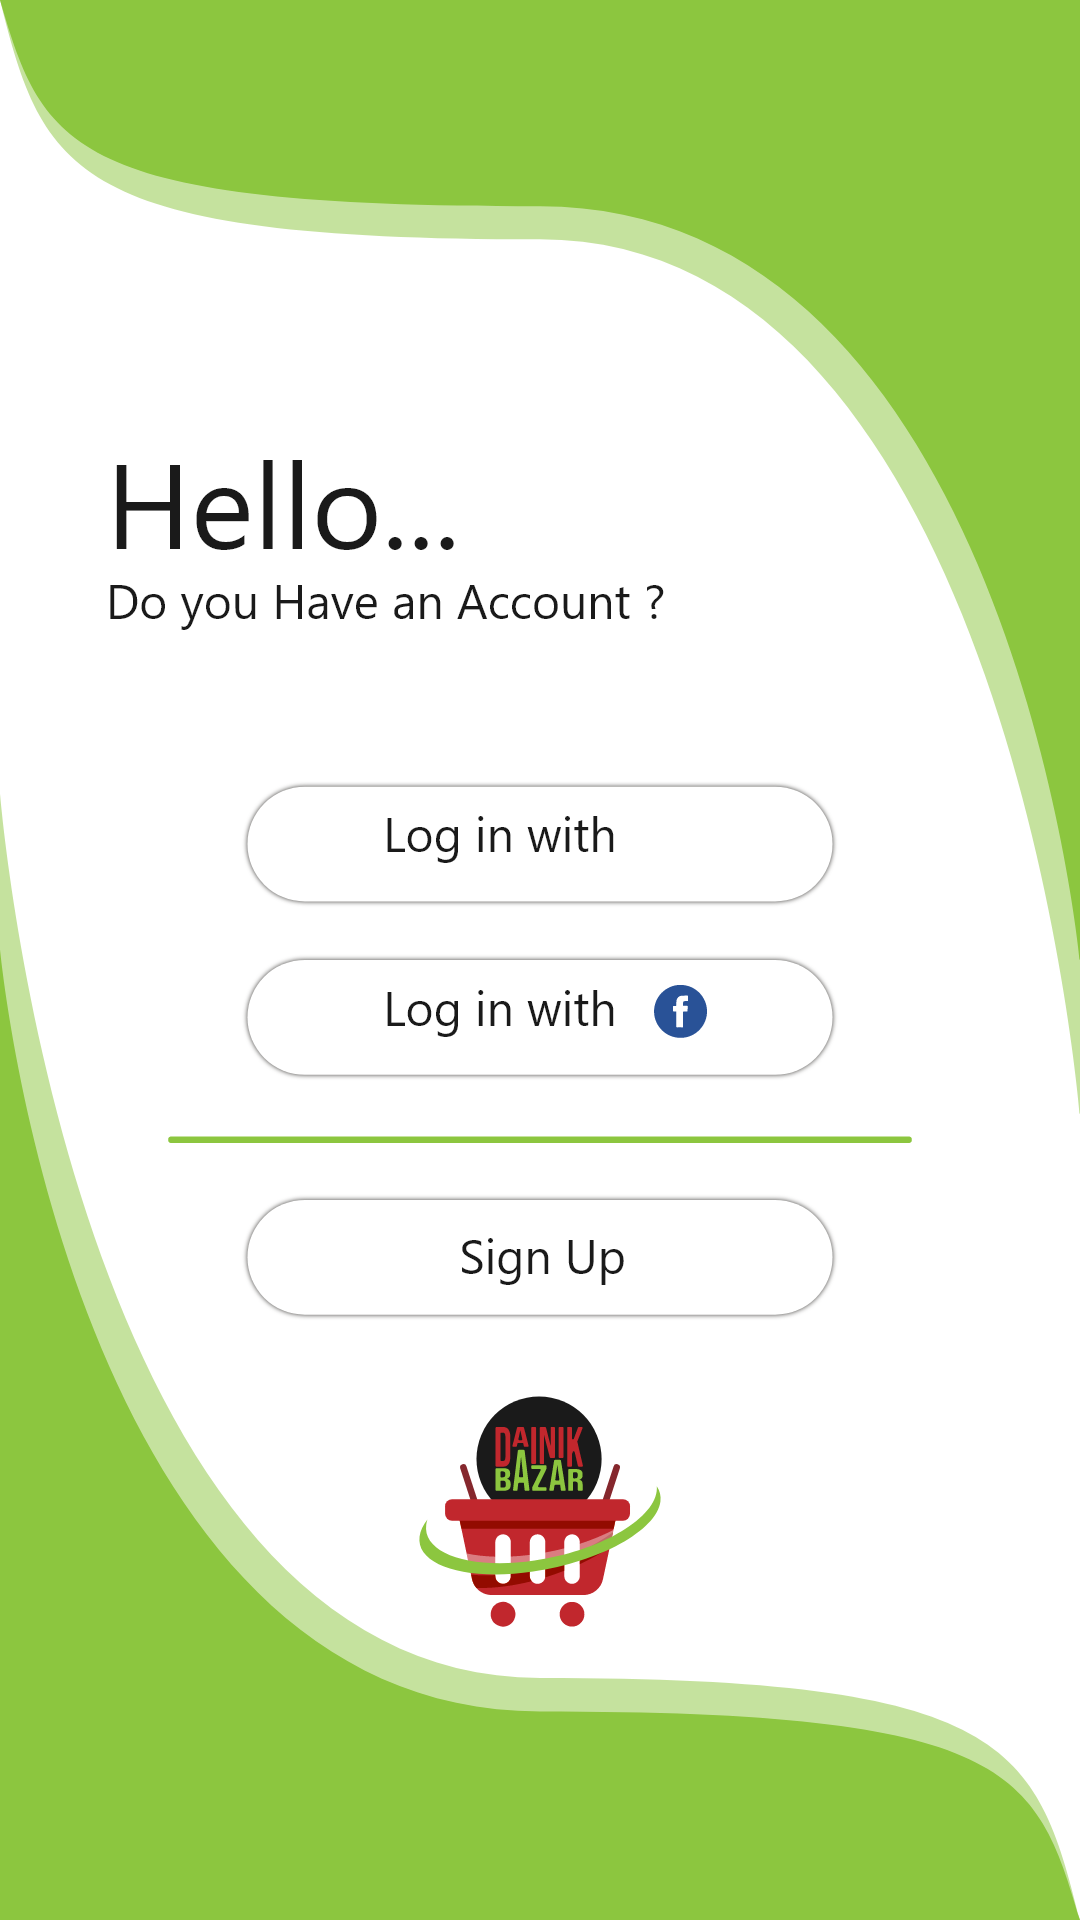 Hello...
Do you Have an Account ?
Log in with
Log in with f
Sign Up
DAINIK
BAZAR